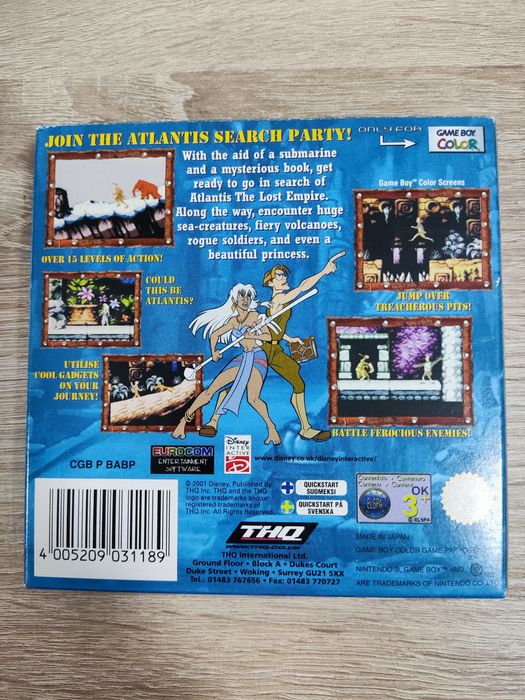 JOIN THE ATLANTIS SEARCH PARTY!
ONLY FOR
GAME BOY
COLOR
With the aid of a submarine
and a mysterious book, get
ready to go in search of
Atlantis The Lost Empire.
Along the way, encounter huge
sea-creatures, fiery volcanoes,
rogue soldiers, and even a
beautiful princess.
Game Boy™ Color Screens
OVER 15 LEVELS OF ACTION!
COULD
THIS BE
ATLANTIS?
JUMP OVER
TREACHEROUS PITS!
UTILISE
COOL GADGETS
ON YOUR
JOURNEY!
BATTLE FEROCIOUS ENEMIES!
CGB P BABP
EUROCOM
ENTERTAINMENT
SOFTWARE
Disney
INTER
ACTIVE
www.disney.co.uk/disneyinteractive/
© 2001 Disney. Published by
THQ Inc. THQ and the THQ
logo are trademarks and/or
registered trademarks of
THQ Inc. All Rights Reserved.
QUICKSTART
SUOMEKSI
QUICKSTART PÅ
SVENSKA
ELSPA
OK
3+
© ELSPA
4 005209 031189
THQ
WWW.THQ.CO.UK
THQ International Ltd.
Ground Floor • Block A • Dukes Court
Duke Street • Woking • Surrey GU21 5XX
Tel.: 01483 767656 • Fax: 01483 770727
MADE IN JAPAN
GAME BOY COLOR GAME PAK
NINTENDO®, GAME BOY™ AND
ARE TRADEMARKS OF NINTENDO CO.,LTD.